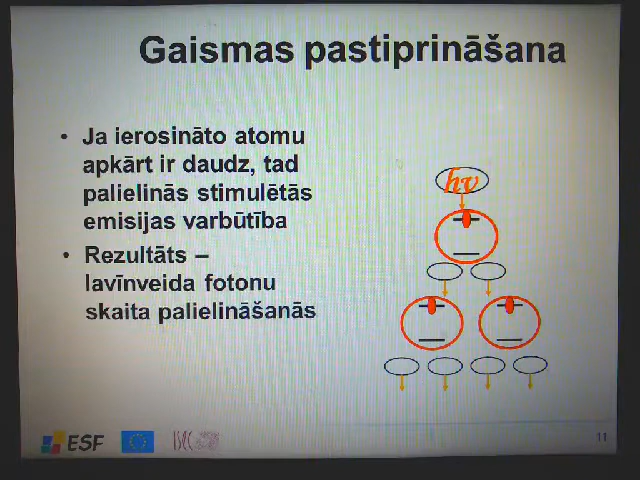 Gaismas pastiprināšana
• Ja ierosināto atomu
apkārt ir daudz, tad
palielinās stimulētās
emisijas varbūtība
• Rezultāts –
lavīnveida fotonu
skaita palielināšanās
hν
ESF
11